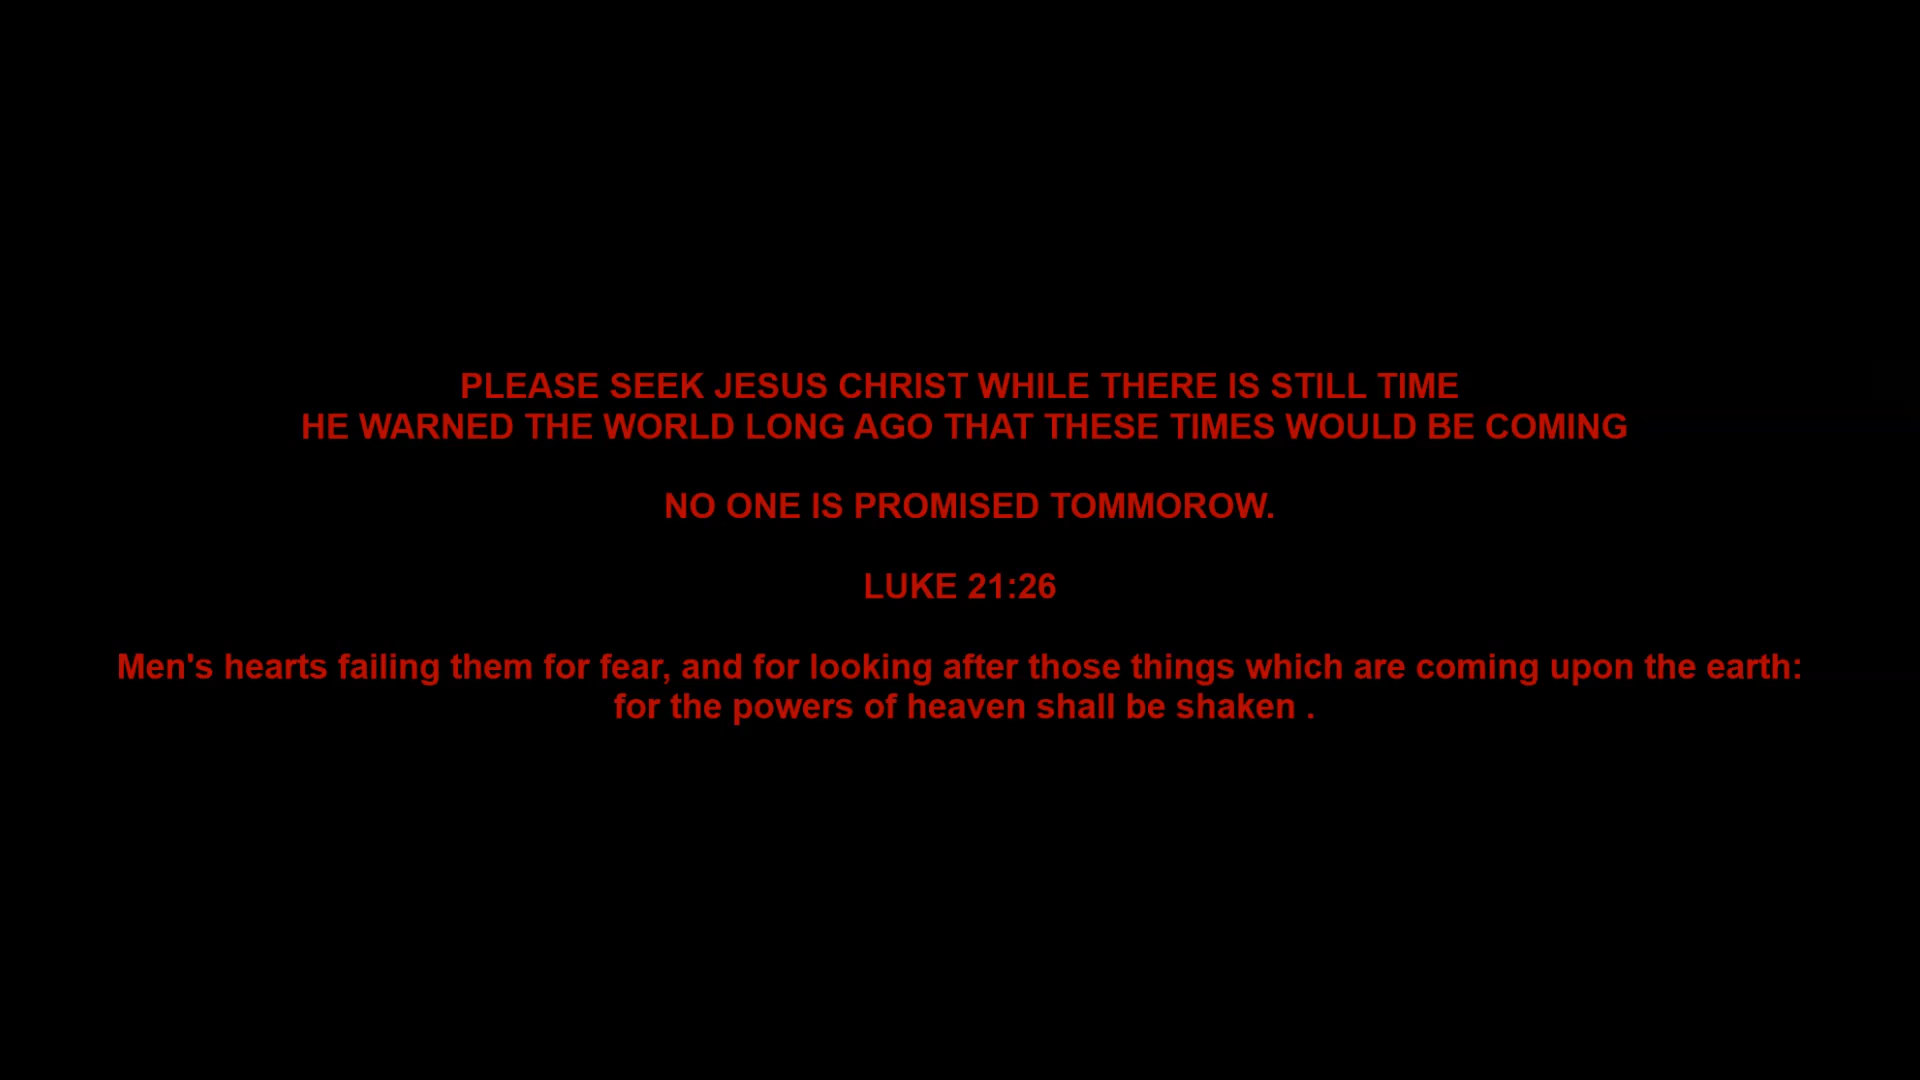 PLEASE SEEK JESUS CHRIST WHILE THERE IS STILL TIME
HE WARNED THE WORLD LONG AGO THAT THESE TIMES WOULD BE COMING
NO ONE IS PROMISED TOMMOROW.
LUKE 21:26
Men's hearts failing them for fear, and for looking after those things which are coming upon the earth:
for the powers of heaven shall be shaken .